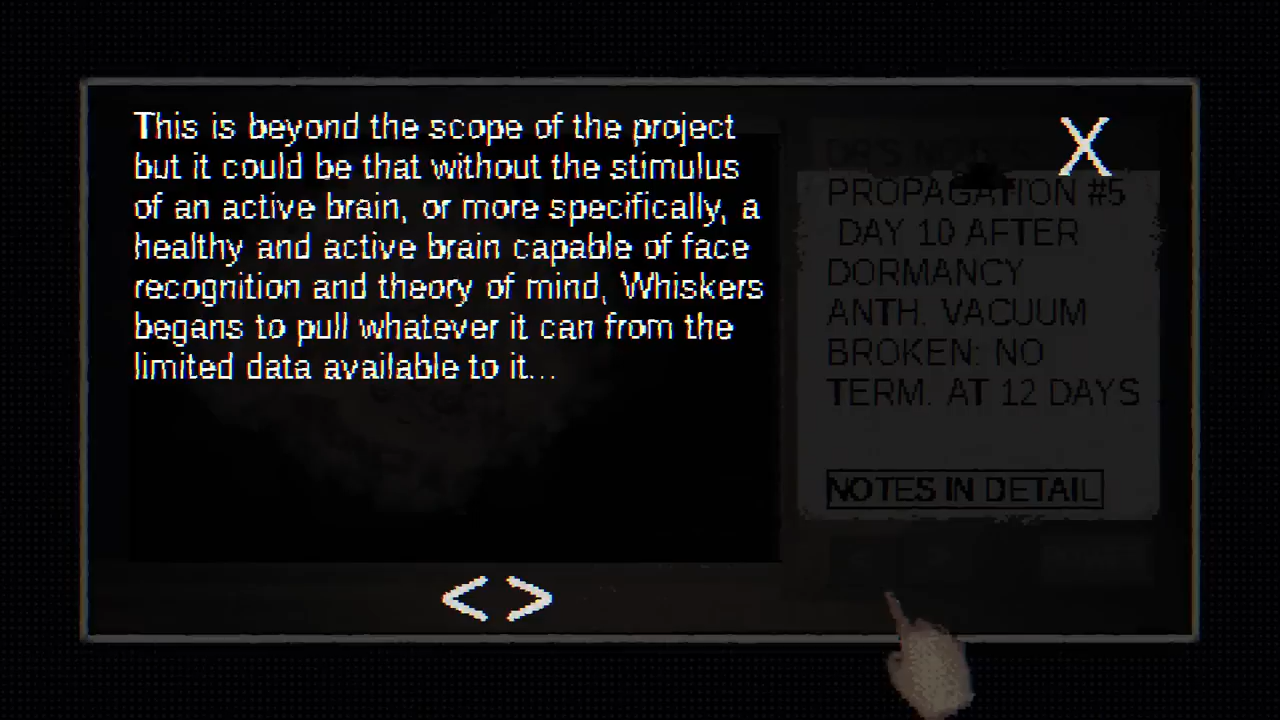 This is beyond the scope of the project
but it could be that without the stimulus
of an active brain, or more specifically, a
healthy and active brain capable of face
recognition and theory of mind, Whiskers
begans to pull whatever it can from the
limited data available to it...
< >
X
PROPAGATION #5
DAY 10 AFTER
DORMANCY
ANTH. VACUUM
BROKEN: NO
TERM. AT 12 DAYS
NOTES IN DETAIL